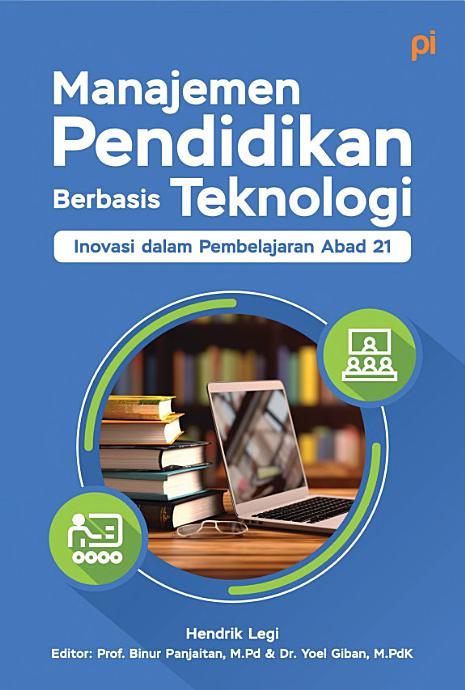 pi
Manajemen
Pendidikan
Berbasis Teknologi
Inovasi dalam Pembelajaran Abad 21
Hendrik Legi
Editor: Prof. Binur Panjaitan, M.Pd & Dr. Yoel Giban, M.PdK